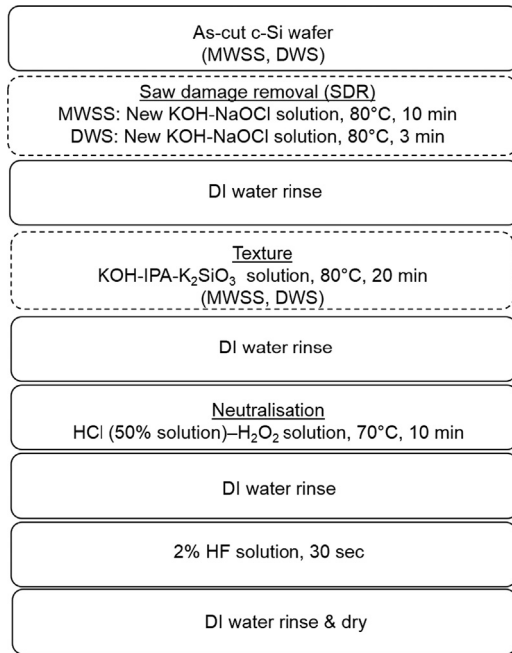 As-cut c-Si wafer
(MWSS, DWS)
Saw damage removal (SDR)
MWSS: New KOH-NaOCl solution, 80°C, 10 min
DWS: New KOH-NaOCl solution, 80°C, 3 min
DI water rinse
Texture
KOH-IPA-K₂SiO₃ solution, 80°C, 20 min
(MWSS, DWS)
DI water rinse
Neutralisation
HCl (50% solution)–H₂O₂ solution, 70°C, 10 min
DI water rinse
2% HF solution, 30 sec
DI water rinse & dry